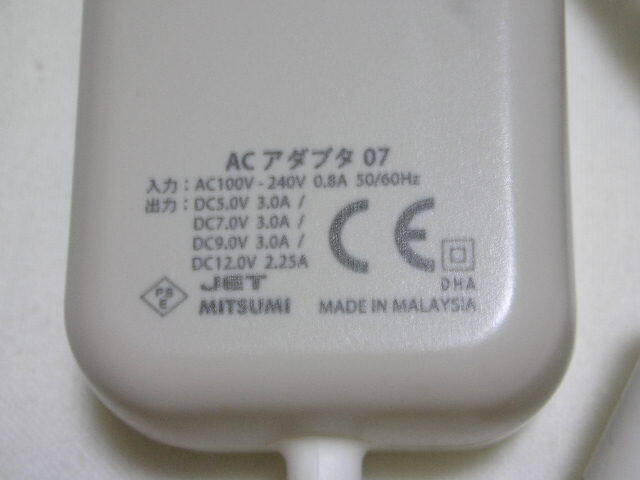 ACアダプタ 07
入力：AC100V - 240V 0.8A 50/60Hz
出力：DC5.0V 3.0A /
DC7.0V 3.0A /
DC9.0V 3.0A /
DC12.0V 2.25A
CE
PS
E
JET
MITSUMI
DHA
MADE IN MALAYSIA